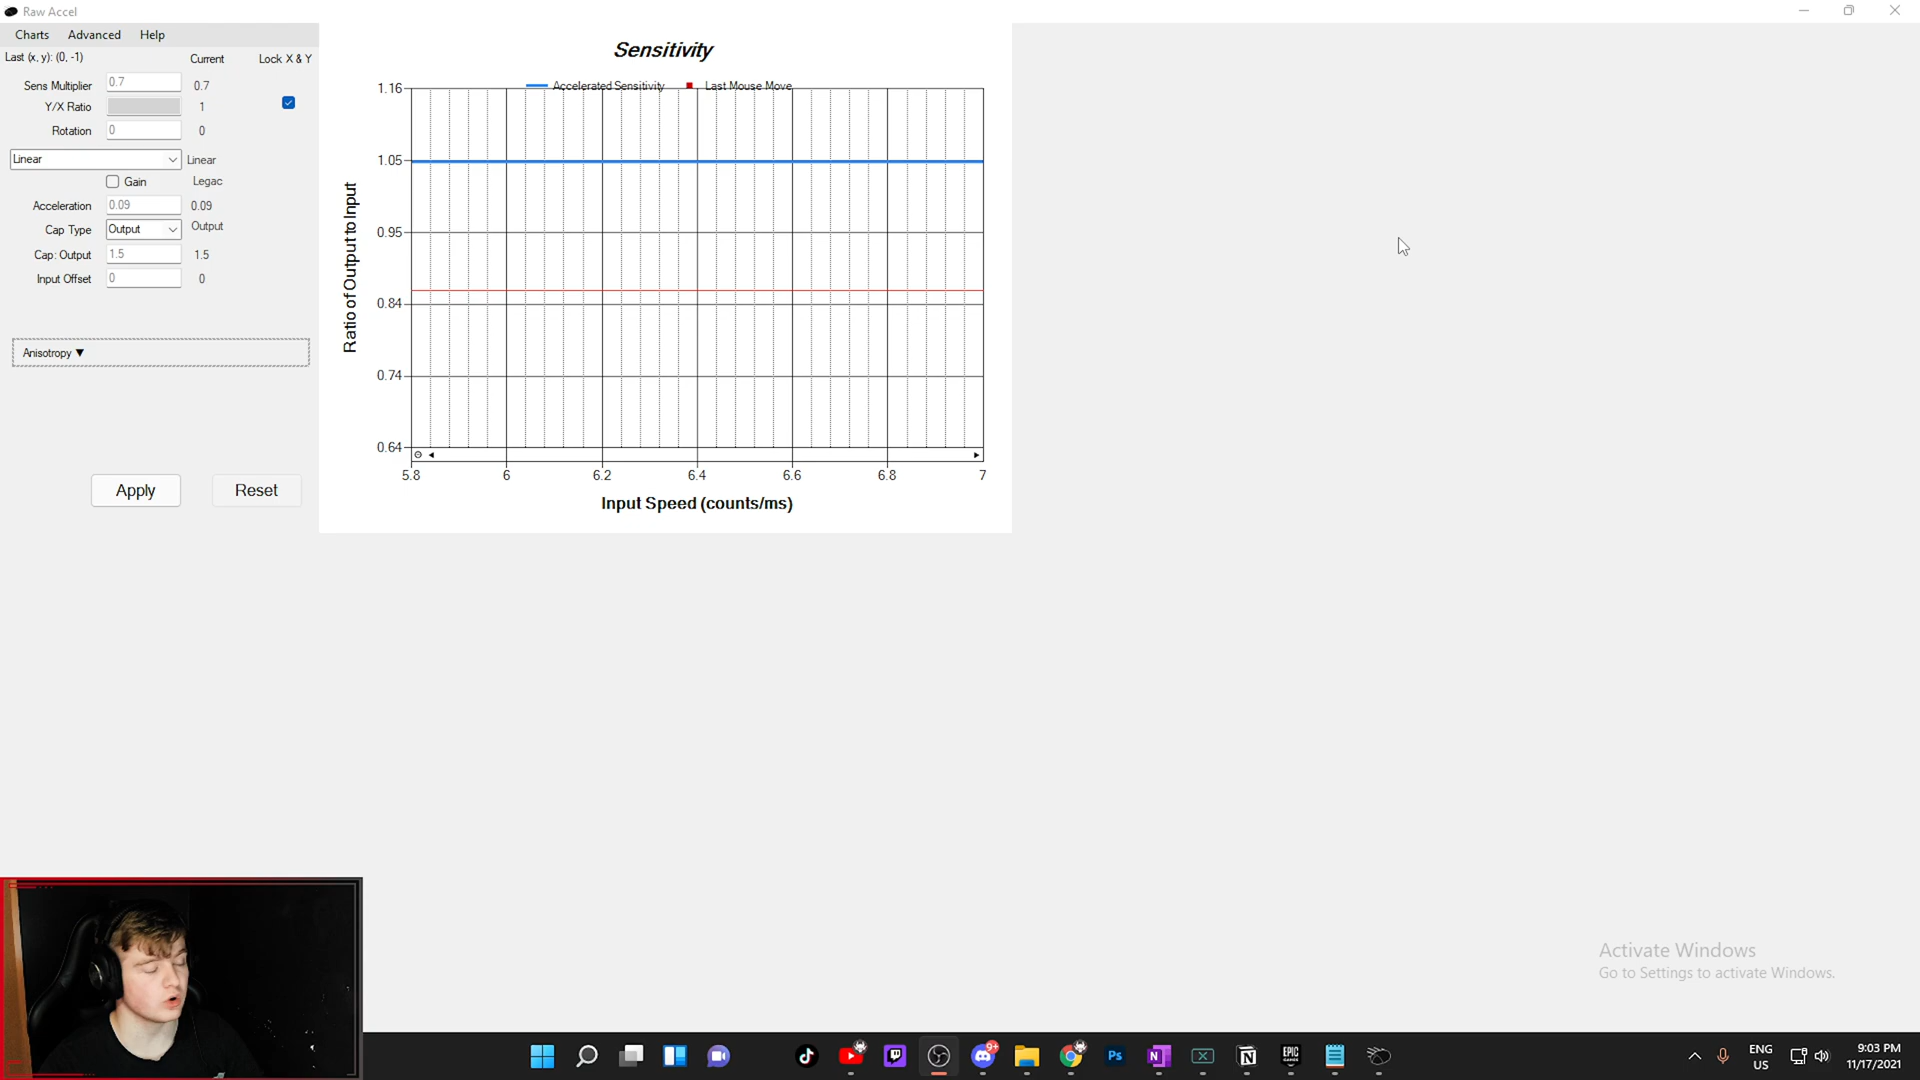 Raw Accel
Charts Advanced Help
Last (x, y): (0, -1)
Current
Lock X & Y
Sens Multiplier 0.7 0.7
Y/X Ratio 1
Rotation 0 0
Linear Linear
Gain Legac
Acceleration 0.09 0.09
Cap Type Output Output
Cap: Output 1.5 1.5
Input Offset 0 0
Anisotropy ▼
Apply Reset
Sensitivity
Accelerated Sensitivity Last Mouse Move
1.16
1.05
0.95
0.84
0.74
0.64
Ratio of Output to Input
5.8 6 6.2 6.4 6.6 6.8 7
Input Speed (counts/ms)
Activate Windows
Go to Settings to activate Windows.
9+
Ps
N
N
EPIC
GAMES
ENG
US
9:03 PM
11/17/2021